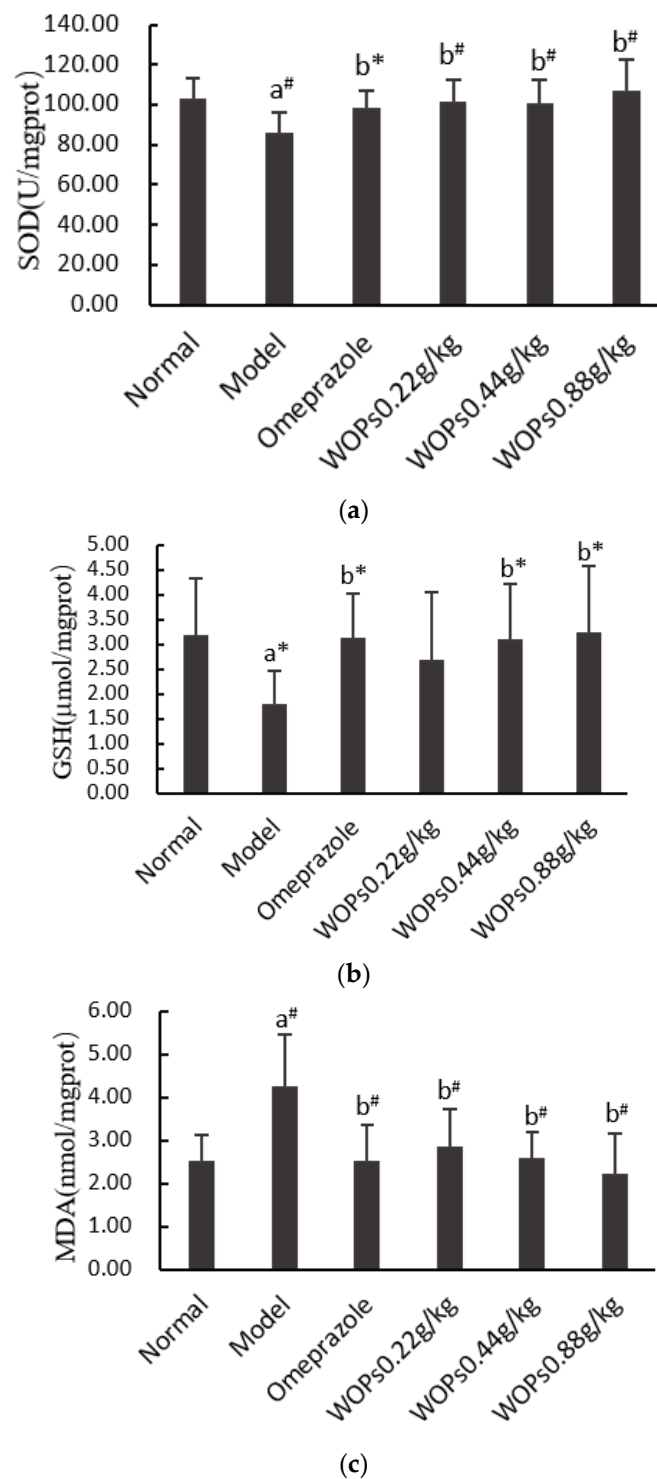 140.00
120.00
100.00
80.00
60.00
40.00
20.00
0.00
SOD(U/mgprot)
a#
b*
b#
b#
b#
Normal
Model
Omeprazole
WOPs0.22g/kg
WOPs0.44g/kg
WOPs0.88g/kg
(a)
5.00
4.50
4.00
3.50
3.00
2.50
2.00
1.50
1.00
0.50
0.00
GSH(μmol/mgprot)
a*
b*
b*
b*
Normal
Model
Omeprazole
WOPs0.22g/kg
WOPs0.44g/kg
WOPs0.88g/kg
(b)
6.00
5.00
4.00
3.00
2.00
1.00
0.00
MDA(nmol/mgprot)
a#
b#
b#
b#
b#
Normal
Model
Omeprazole
WOPs0.22g/kg
WOPs0.44g/kg
WOPs0.88g/kg
(c)